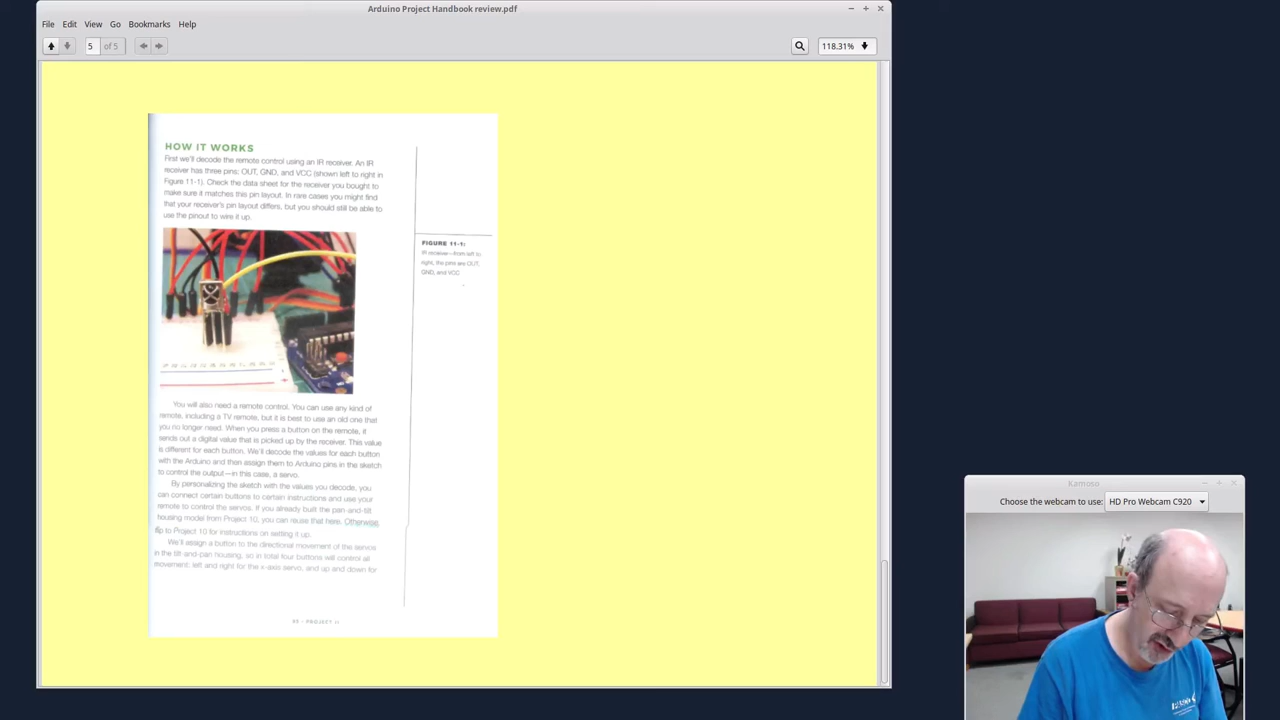 Arduino Project Handbook review.pdf
File Edit View Go Bookmarks Help
5 of 5
118.31%
HOW IT WORKS
First we'll decode the remote control using an IR receiver. An IR
receiver has three pins: OUT, GND, and VCC (shown left to right in
Figure 11-1). Check the data sheet for the receiver you bought to
make sure it matches this pin layout. In rare cases you might find
that your receiver's pin layout differs, but you should still be able to
use the pinout to wire it up.
FIGURE 11-1:
IR receiver—from left to
right, the pins are OUT,
GND, and VCC
You will also need a remote control. You can use any kind of
remote, including a TV remote, but it is best to use an old one that
you no longer need. When you press a button on the remote, it
sends out a digital value that is picked up by the receiver. This value
is different for each button. We'll decode the values for each button
with the Arduino and then assign them to Arduino pins in the sketch
to control the output—in this case, a servo.
By personalizing the sketch with the values you decode, you
can connect certain buttons to certain instructions and use your
remote to control the servos. If you already built the pan-and-tilt
housing model from Project 10, you can reuse that here. Otherwise,
flip to Project 10 for instructions on setting it up.
We'll assign a button to the directional movement of the servos
in the tilt-and-pan housing, so in total four buttons will control all
movement: left and right for the x-axis servo, and up and down for
PROJECT 11
Kamoso
Choose the webcam to use: HD Pro Webcam C920